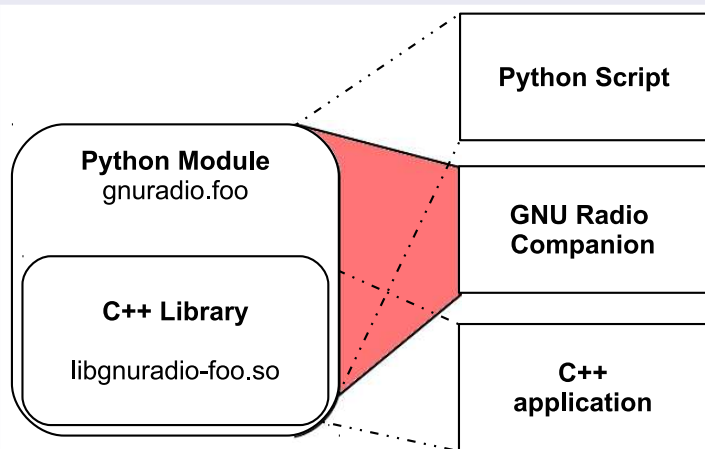 Python Module
gnuradio.foo
C++ Library
libgnuradio-foo.so
Python Script
GNU Radio
Companion
C++
application